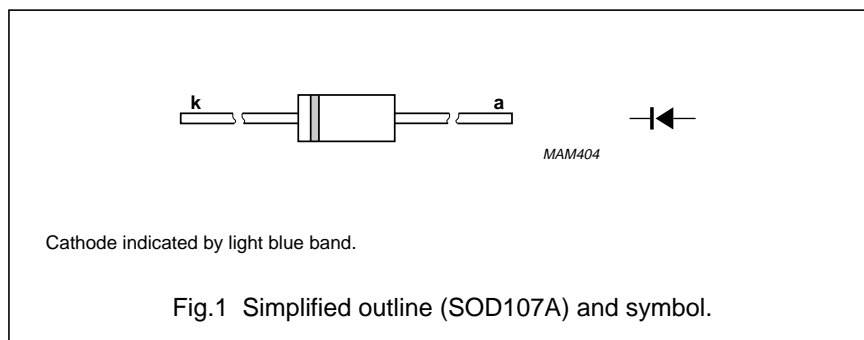 k a
MAM404
Cathode indicated by light blue band.
Fig.1 Simplified outline (SOD107A) and symbol.